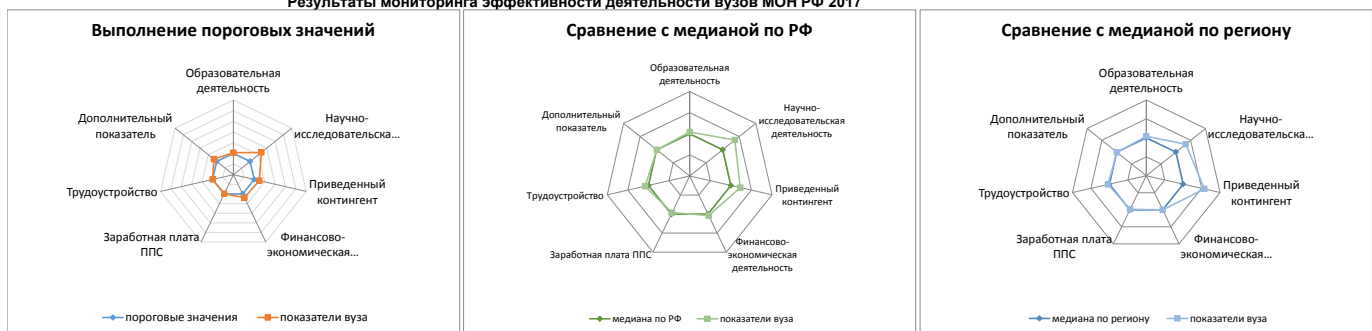 Результаты мониторинга эффективности деятельности вузов МОН РФ 2017
Выполнение пороговых значений
Образовательная
деятельность
Научно-
исследовательска...
Приведенный
контингент
Финансово-
экономическая...
Заработная плата
ППС
Трудоустройство
Дополнительный
показатель
пороговые значения
показатели вуза
Сравнение с медианой по РФ
Образовательная
деятельность
Научно-
исследовательская
деятельность
Приведенный
контингент
Финансово-
экономическая
деятельность
Заработная плата ППС
Трудоустройство
Дополнительный
показатель
медиана по РФ
показатели вуза
Сравнение с медианой по региону
Образовательная
деятельность
Научно-
исследовательска...
Приведенный
контингент
Финансово-
экономическая...
Заработная плата
ППС
Трудоустройство
Дополнительный
показатель
медиана по региону
показатели вуза